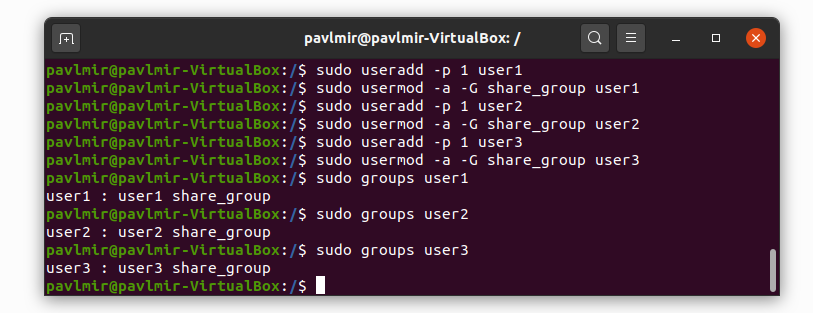 pavlmir@pavlmir-VirtualBox: /
pavlmir@pavlmir-VirtualBox:/$ sudo useradd -p 1 user1
pavlmir@pavlmir-VirtualBox:/$ sudo usermod -a -G share_group user1
pavlmir@pavlmir-VirtualBox:/$ sudo useradd -p 1 user2
pavlmir@pavlmir-VirtualBox:/$ sudo usermod -a -G share_group user2
pavlmir@pavlmir-VirtualBox:/$ sudo useradd -p 1 user3
pavlmir@pavlmir-VirtualBox:/$ sudo usermod -a -G share_group user3
pavlmir@pavlmir-VirtualBox:/$ sudo groups user1
user1 : user1 share_group
pavlmir@pavlmir-VirtualBox:/$ sudo groups user2
user2 : user2 share_group
pavlmir@pavlmir-VirtualBox:/$ sudo groups user3
user3 : user3 share_group
pavlmir@pavlmir-VirtualBox:/$